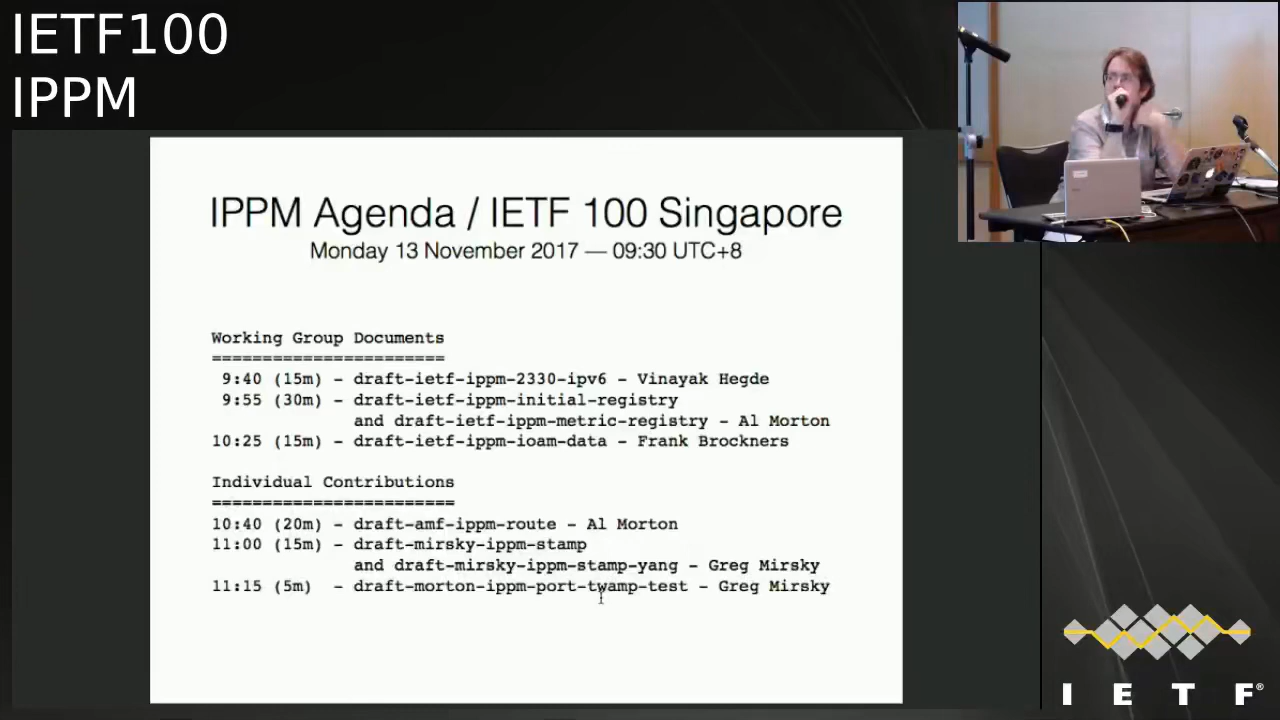 IETF100
IPPM
IPPM Agenda / IETF 100 Singapore
Monday 13 November 2017 — 09:30 UTC+8
Working Group Documents
=======================
9:40 (15m) - draft-ietf-ippm-2330-ipv6 - Vinayak Hegde
9:55 (30m) - draft-ietf-ippm-initial-registry
and draft-ietf-ippm-metric-registry - Al Morton
10:25 (15m) - draft-ietf-ippm-ioam-data - Frank Brockners
Individual Contributions
========================
10:40 (20m) - draft-amf-ippm-route - Al Morton
11:00 (15m) - draft-mirsky-ippm-stamp
and draft-mirsky-ippm-stamp-yang - Greg Mirsky
11:15 (5m) - draft-morton-ippm-port-twamp-test - Greg Mirsky
I E T F®